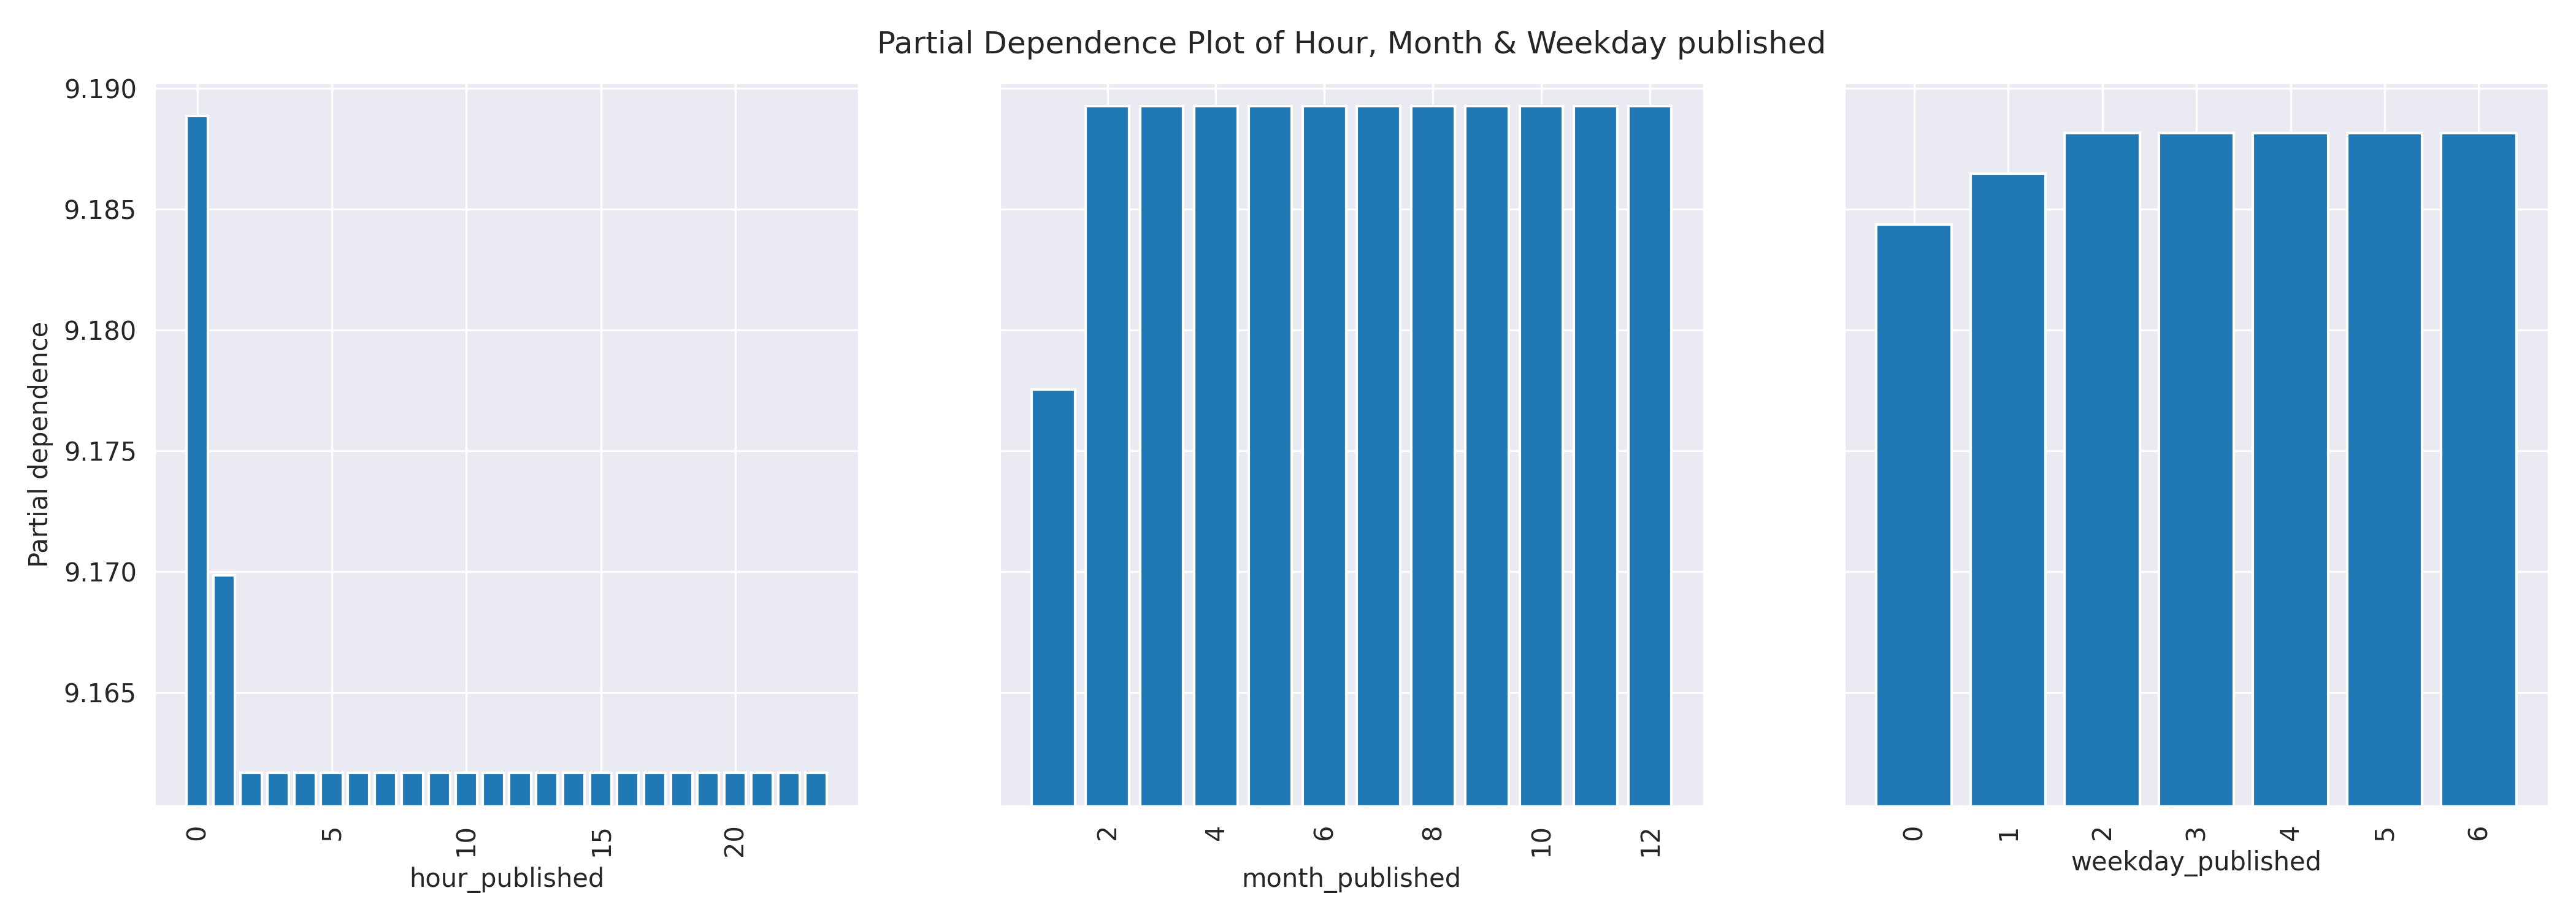 Partial Dependence Plot of Hour, Month & Weekday published
Partial dependence
9.190
9.185
9.180
9.175
9.170
9.165
0 5 10 15 20
hour_published
2 4 6 8 10 12
month_published
0 1 2 3 4 5 6
weekday_published